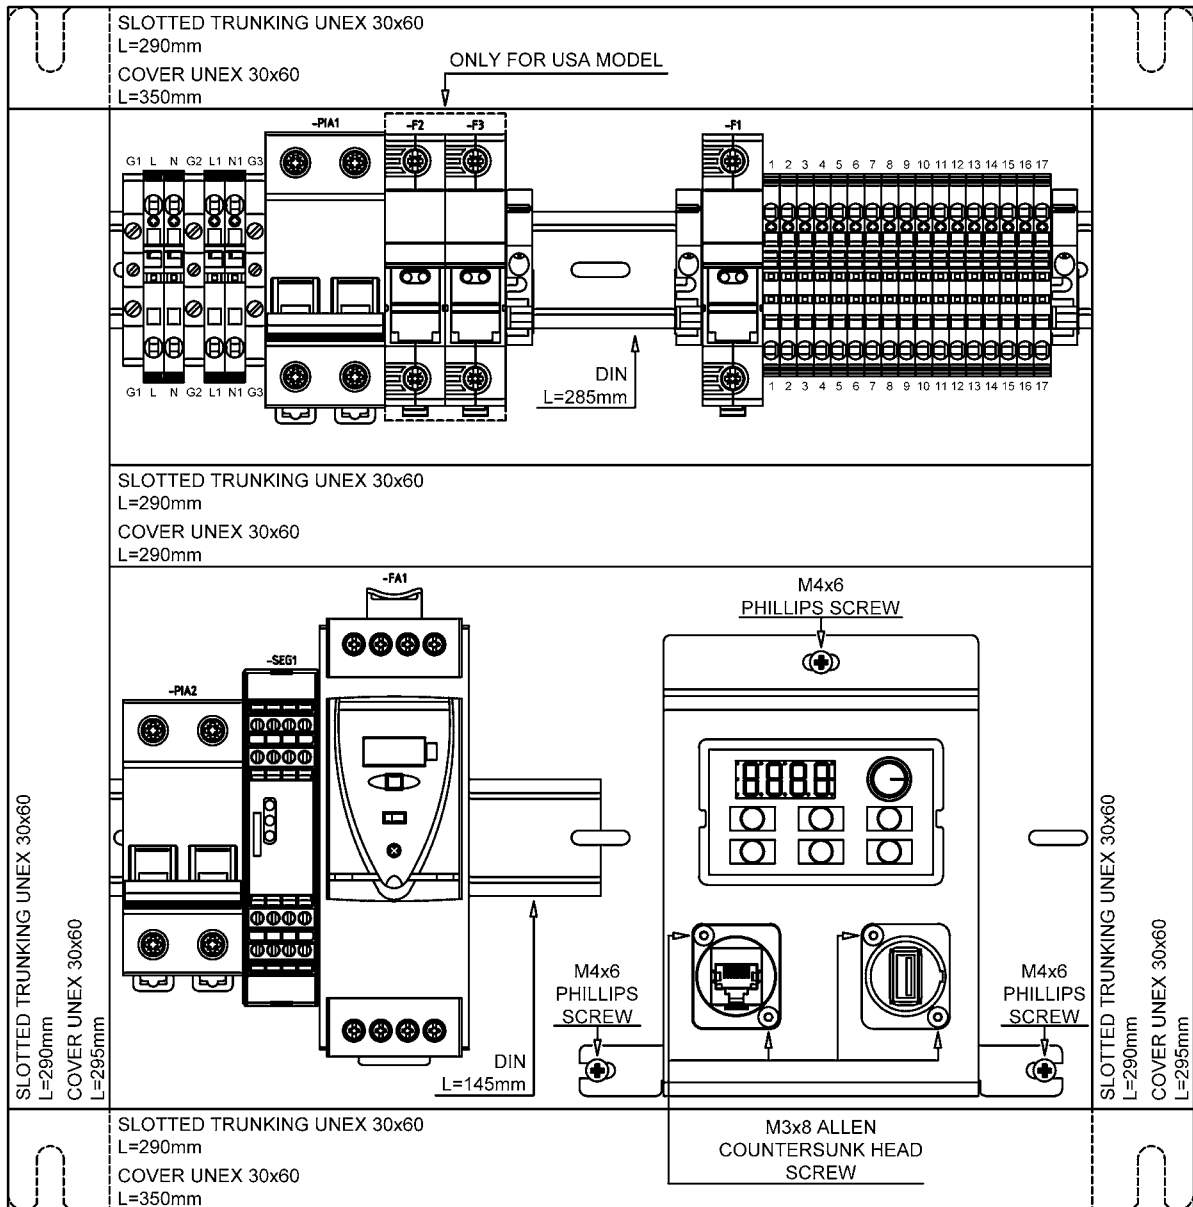 SLOTTED TRUNKING UNEX 30x60
L=290mm
COVER UNEX 30x60
L=350mm
ONLY FOR USA MODEL
-PIA1
-F2
-F3
-F1
G1 L N G2 L1 N1 G3
1 2 3 4 5 6 7 8 9 10 11 12 13 14 15 16 17
G1 L N G2 L1 N1 G3
1 2 3 4 5 6 7 8 9 10 11 12 13 14 15 16 17
DIN
L=285mm
SLOTTED TRUNKING UNEX 30x60
L=290mm
COVER UNEX 30x60
L=290mm
-FA1
-SEG1
-PIA2
M4x6
PHILLIPS SCREW
SLOTTED TRUNKING UNEX 30x60
L=290mm
COVER UNEX 30x60
L=295mm
DIN
L=145mm
M4x6
PHILLIPS
SCREW
M4x6
PHILLIPS
SCREW
SLOTTED TRUNKING UNEX 30x60
L=290mm
COVER UNEX 30x60
L=295mm
SLOTTED TRUNKING UNEX 30x60
L=290mm
COVER UNEX 30x60
L=350mm
M3x8 ALLEN
COUNTERSUNK HEAD
SCREW